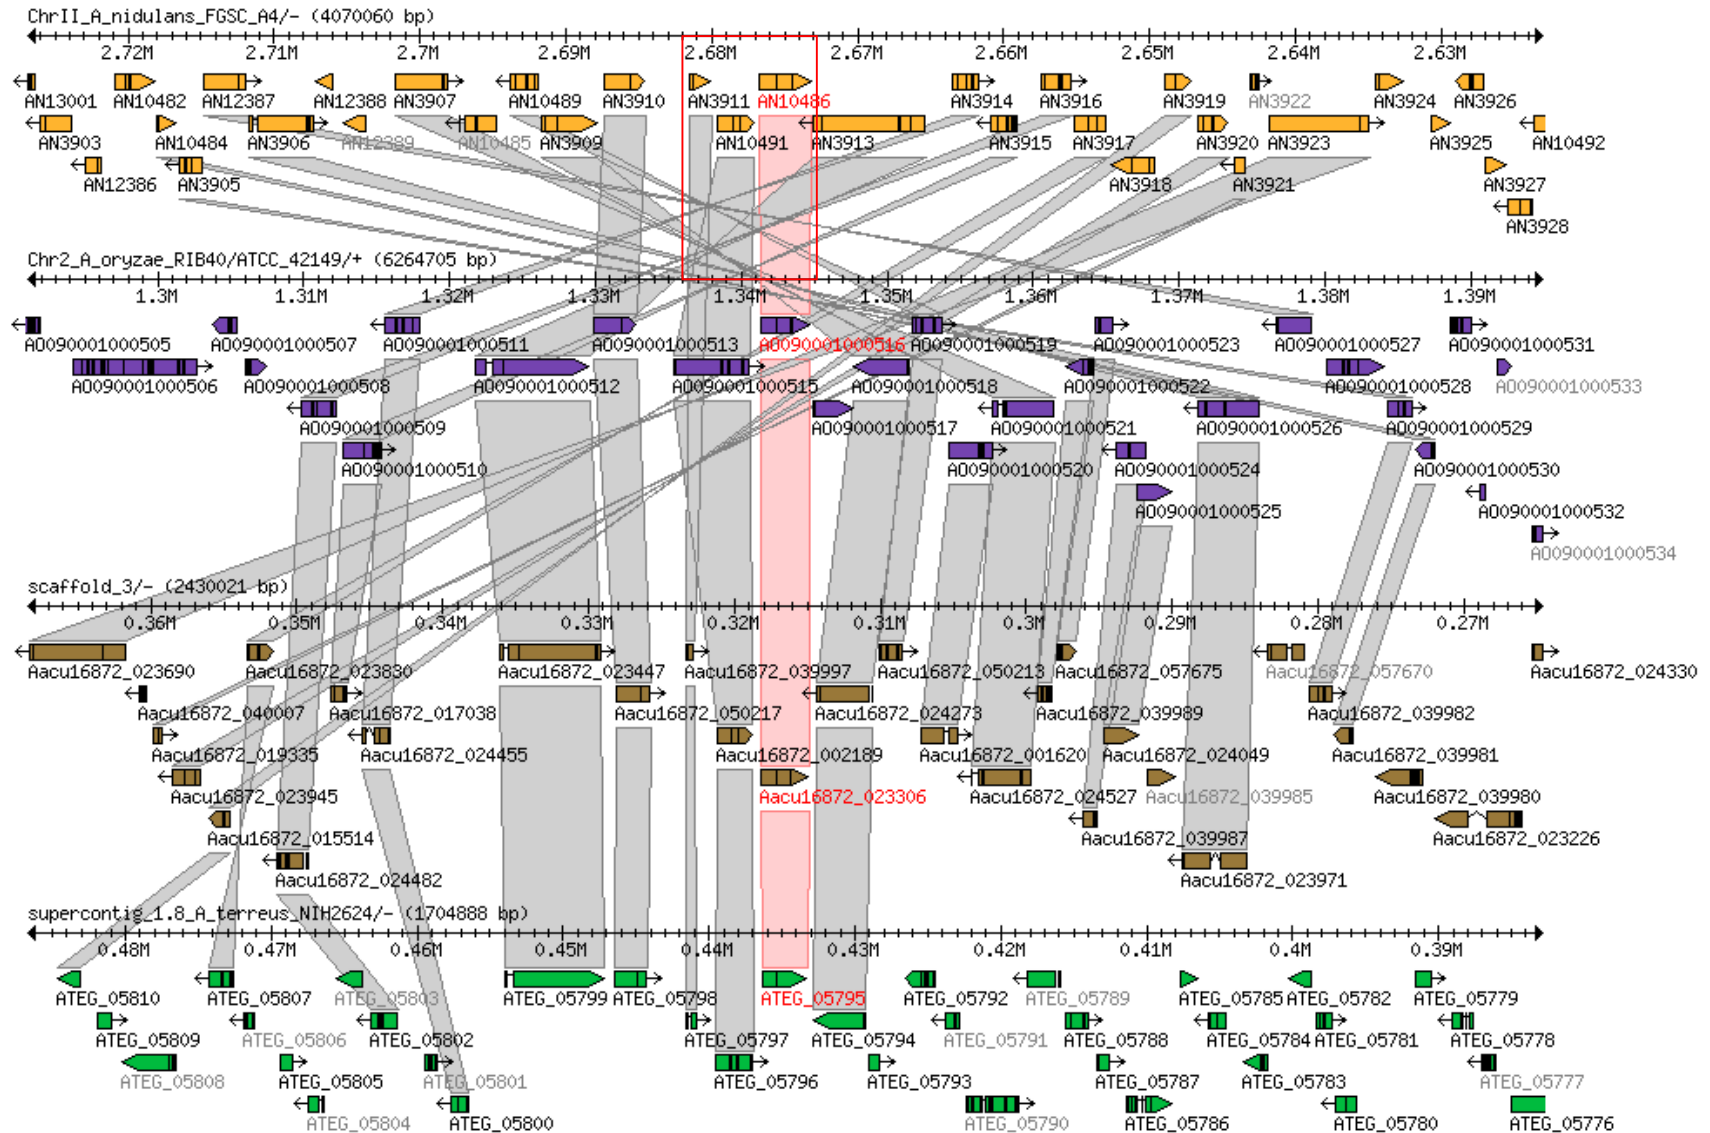 ChrII_A_nidulans_FGSC_A4/- (4070060 bp)
2.72M 2.71M 2.7M 2.69M 2.68M 2.67M 2.66M 2.65M 2.64M 2.63M
AN13001 AN10482 AN12387 AN12388 AN3907 AN10489 AN3910 AN3911 AN10486 AN3914 AN3916 AN3919 AN3922 AN3924 AN3926
AN3903 AN10484 AN3906 AN12389 AN10485 AN3909 AN10491 AN3913 AN3915 AN3917 AN3920 AN3923 AN3925 AN10492
AN12386 AN3905 AN3918 AN3921 AN3927
AN3928
Chr2_A_oryzae_RIB40/ATCC_42149/+ (6264705 bp)
1.3M 1.31M 1.32M 1.33M 1.34M 1.35M 1.36M 1.37M 1.38M 1.39M
AO090001000505 AO090001000507 AO090001000511 AO090001000513 AO090001000516 AO090001000519 AO090001000523 AO090001000527 AO090001000531
AO090001000506 AO090001000508 AO090001000512 AO090001000515 AO090001000518 AO090001000522 AO090001000528 AO090001000533
AO090001000509 AO090001000517 AO090001000521 AO090001000526 AO090001000529
AO090001000510 AO090001000520 AO090001000524 AO090001000530
AO090001000525 AO090001000532
AO090001000534
scaffold_3/- (2430021 bp)
0.36M 0.35M 0.34M 0.33M 0.32M 0.31M 0.3M 0.29M 0.28M 0.27M
Aacu16872_023690 Aacu16872_023830 Aacu16872_023447 Aacu16872_039997 Aacu16872_050213 Aacu16872_057675 Aacu16872_057670 Aacu16872_024330
Aacu16872_040007 Aacu16872_017038 Aacu16872_050217 Aacu16872_024273 Aacu16872_039989 Aacu16872_039982
Aacu16872_019335 Aacu16872_024455 Aacu16872_002189 Aacu16872_001620 Aacu16872_024049 Aacu16872_039981
Aacu16872_023945 Aacu16872_023306 Aacu16872_024527 Aacu16872_039985 Aacu16872_039980
Aacu16872_015514 Aacu16872_039987 Aacu16872_023226
Aacu16872_024482 Aacu16872_023971
supercontig_1.8_A_terreus_NIH2624/- (1704888 bp)
0.48M 0.47M 0.46M 0.45M 0.44M 0.43M 0.42M 0.41M 0.4M 0.39M
ATEG_05810 ATEG_05807 ATEG_05803 ATEG_05799 ATEG_05798 ATEG_05795 ATEG_05792 ATEG_05789 ATEG_05785 ATEG_05782 ATEG_05779
ATEG_05809 ATEG_05806 ATEG_05802 ATEG_05797 ATEG_05794 ATEG_05791 ATEG_05788 ATEG_05784 ATEG_05781 ATEG_05778
ATEG_05808 ATEG_05805 ATEG_05801 ATEG_05796 ATEG_05793 ATEG_05787 ATEG_05783 ATEG_05777
ATEG_05804 ATEG_05800 ATEG_05790 ATEG_05786 ATEG_05780 ATEG_05776